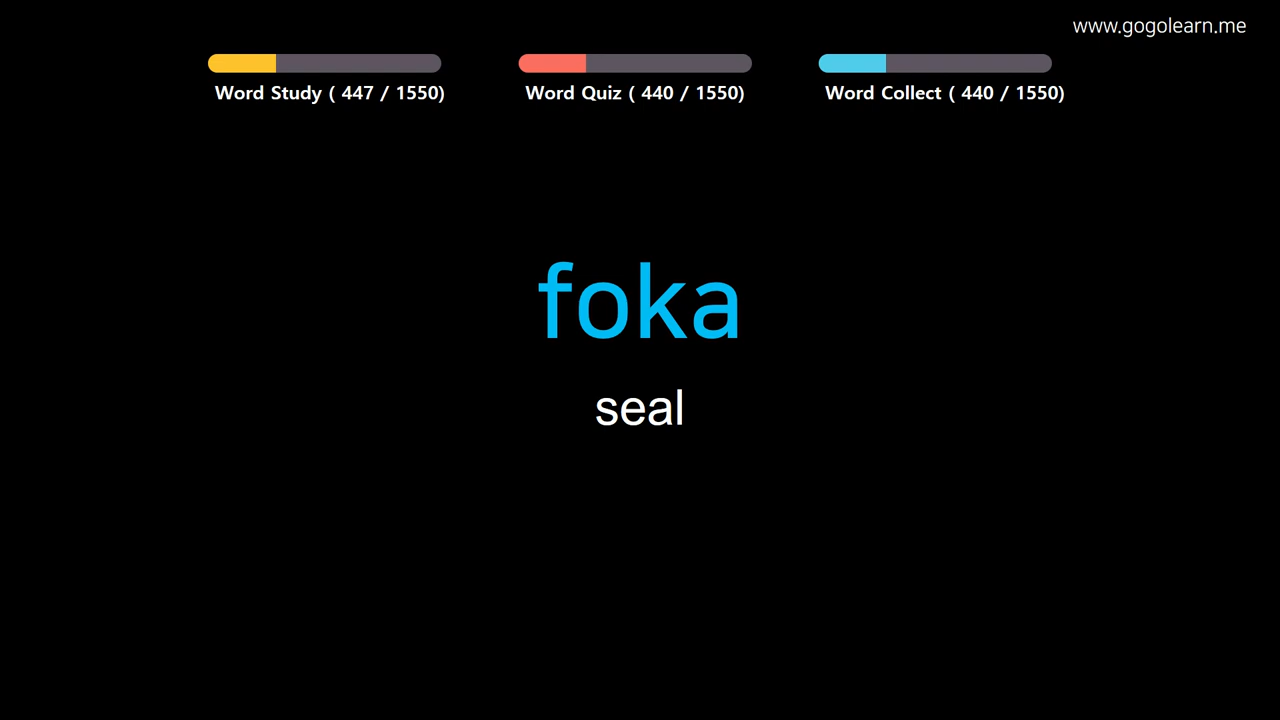 www.gogolearn.me
Word Study ( 447 / 1550)
Word Quiz ( 440 / 1550)
Word Collect ( 440 / 1550)
foka
seal